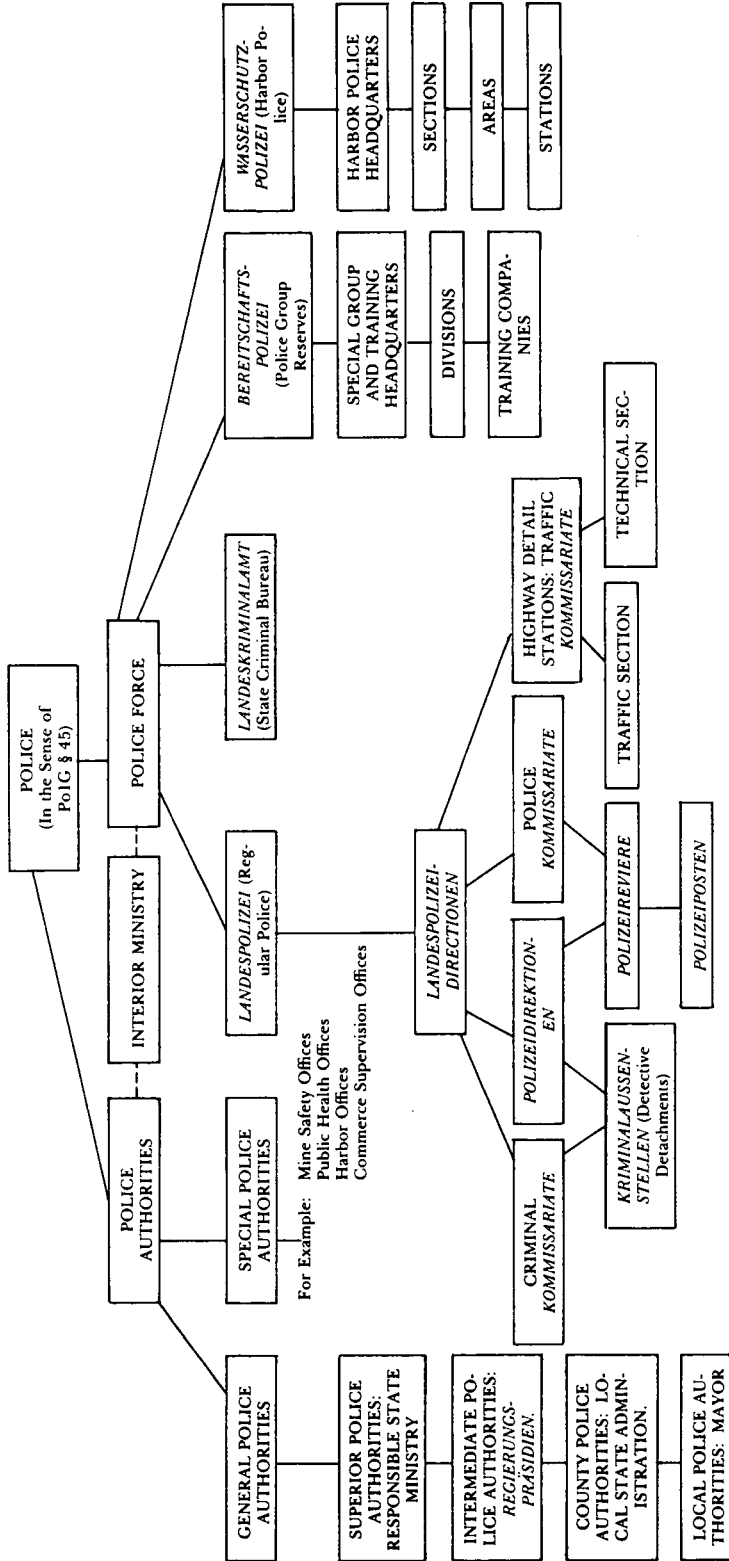 POLICE
(In the Sense of
PolG § 45)
POLICE
AUTHORITIES
INTERIOR MINISTRY
POLICE FORCE
GENERAL POLICE
AUTHORITIES
SPECIAL POLICE
AUTHORITIES
For Example: Mine Safety Offices
Public Health Offices
Harbor Offices
Commerce Supervision Offices
LANDESPOLIZEI (Reg-
ular Police)
LANDESKRIMINALAMT
(State Criminal Bureau)
BEREITSCHAFTS-
POLIZEI
(Police Group
Reserves)
WASSERSCHUTZ-
POLIZEI (Harbor Po-
lice)
SUPERIOR POLICE
AUTHORITIES:
RESPONSIBLE STATE
MINISTRY
INTERMEDIATE PO-
LICE AUTHORITIES:
REGIERUNGS-
PRÄSIDIEN.
COUNTY POLICE
AUTHORITIES: LO-
CAL STATE ADMIN-
ISTRATION.
LOCAL POLICE AU-
THORITIES: MAYOR
LANDESPOLIZEI-
DIRECTIONEN
CRIMINAL
KOMMISSARIATE
POLIZEIDIREKTION-
EN
POLICE
KOMMISSARIATE
HIGHWAY DETAIL
STATIONS: TRAFFIC
KOMMISSARIATE
KRIMINALAUSSEN-
STELLEN (Detective
Detachments)
POLIZEIREVIERE
POLIZEIPOSTEN
TRAFFIC SECTION
TECHNICAL SEC-
TION
SPECIAL GROUP
AND TRAINING
HEADQUARTERS
DIVISIONS
TRAINING COMPA-
NIES
HARBOR POLICE
HEADQUARTERS
SECTIONS
AREAS
STATIONS